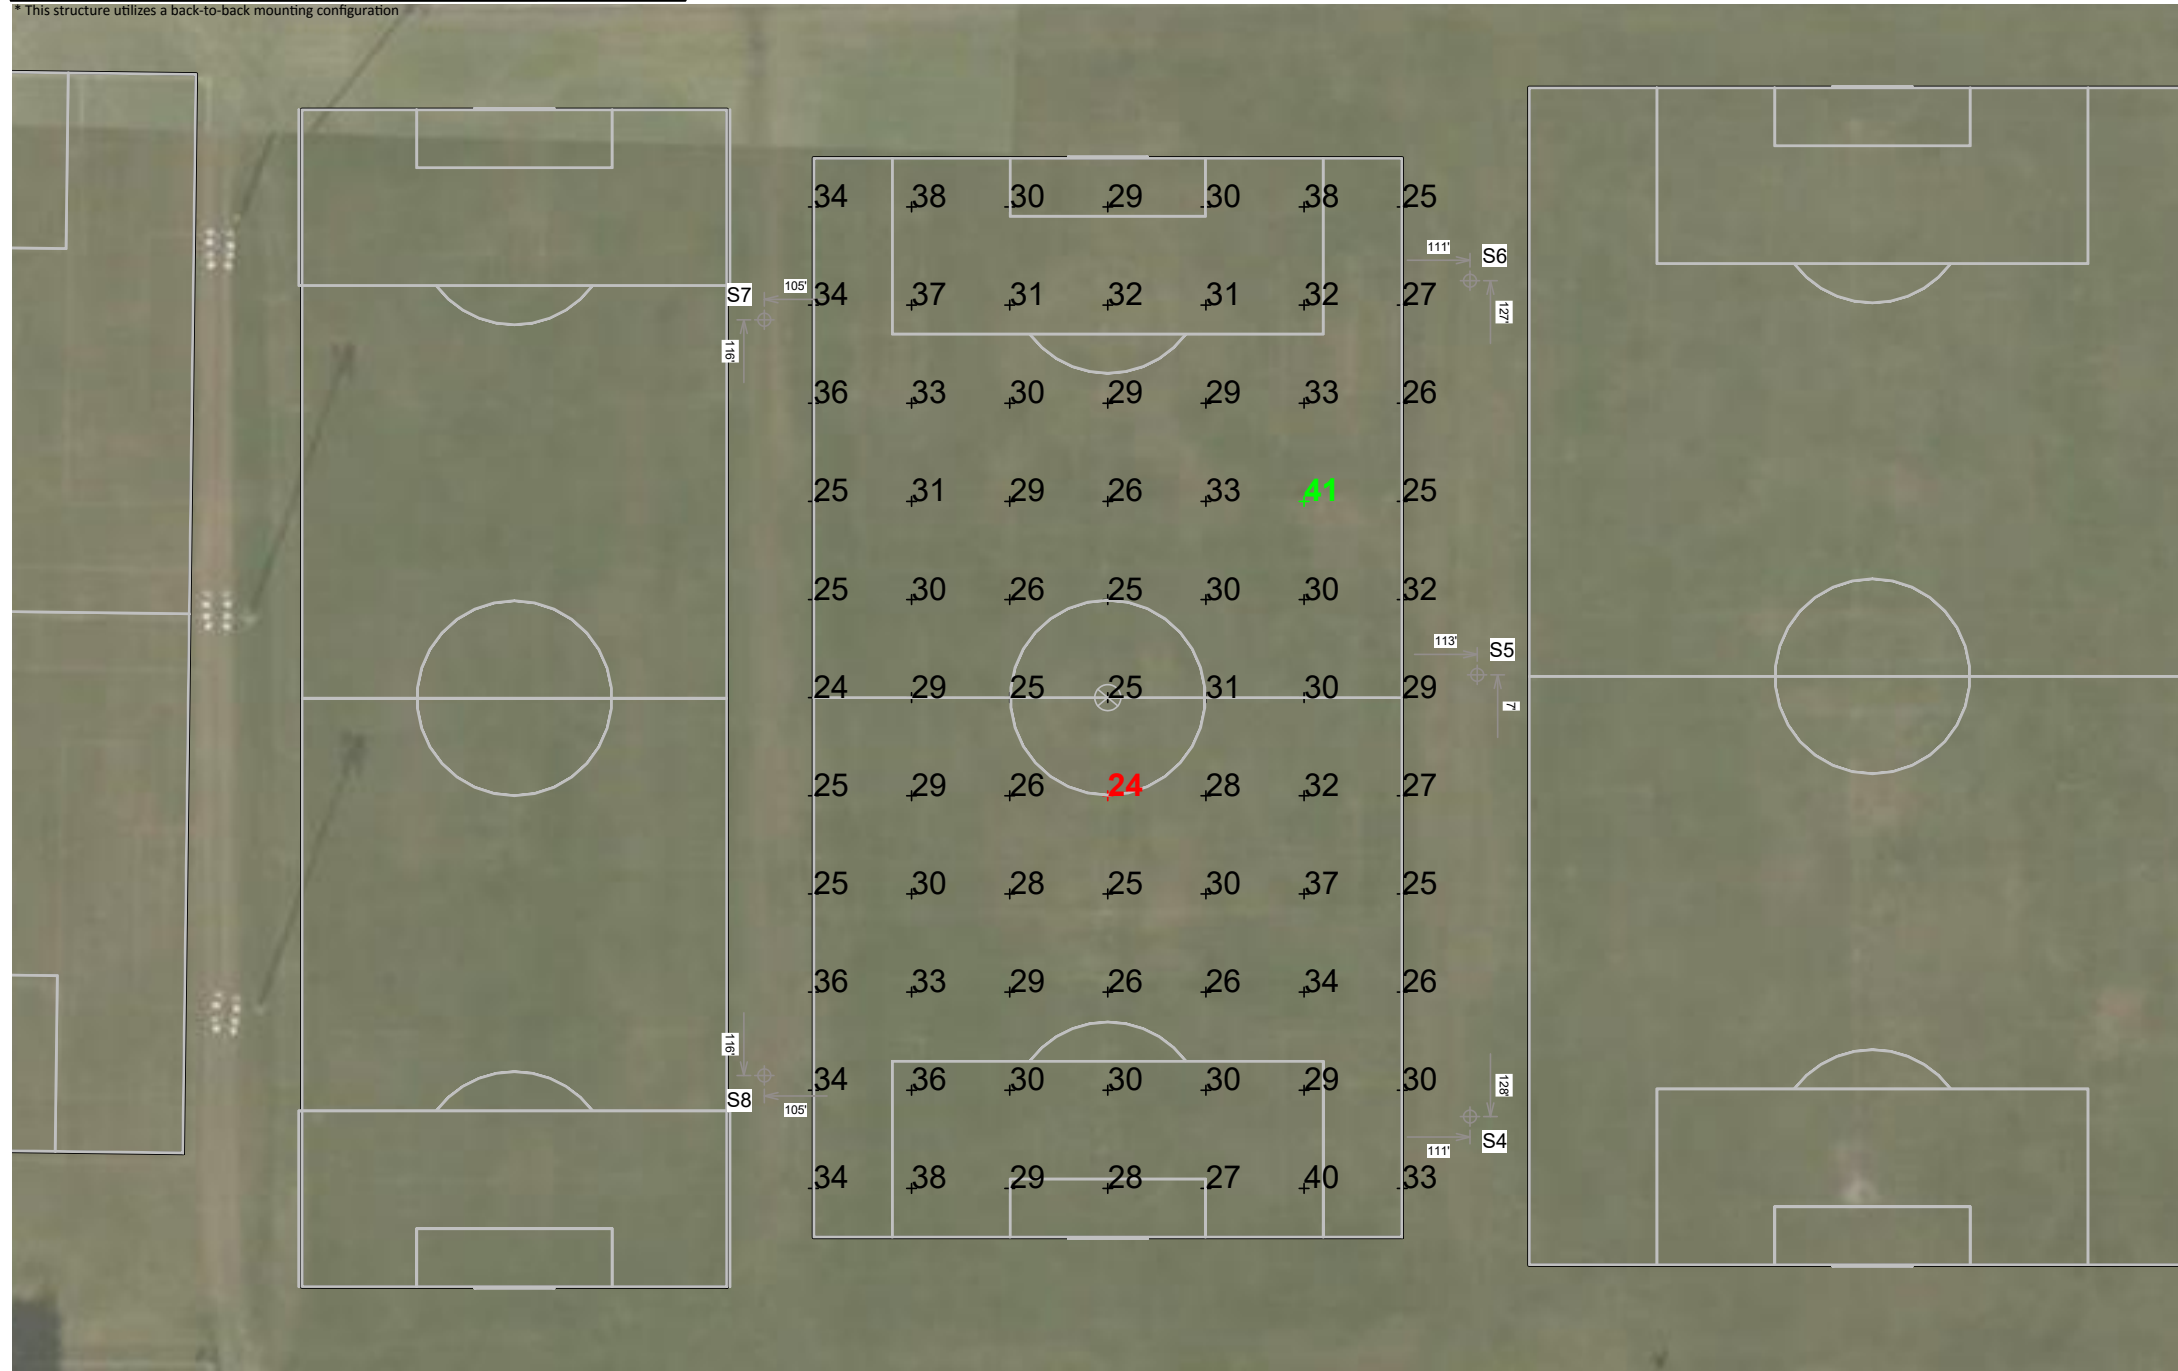 * This structure utilizes a back-to-back mounting configuration
34 38 30 29 30 38 25
111' S6
S7 105' 34 37 31 32 31 32 27
127'
116'
36 33 30 29 29 33 26
25 31 29 26 33 41 25
25 30 26 25 30 30 32
113' S5
24 29 25 25 31 30 29
7'
25 29 26 24 28 32 27
25 30 28 25 30 37 25
36 33 29 26 26 34 26
116'
34 36 30 30 30 29 30
128'
S8 105'
111' S4
34 38 29 28 27 40 33